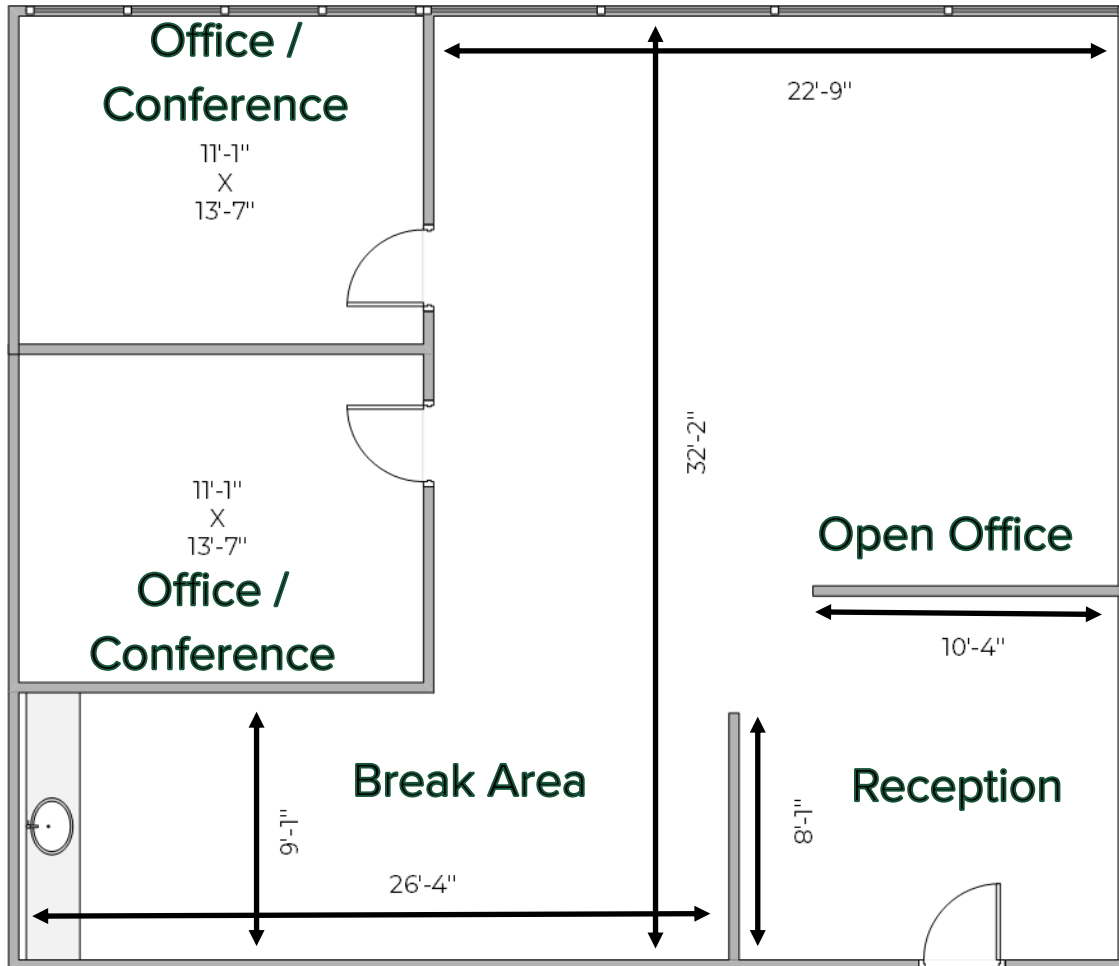 Office /
Conference
11'-1"
X
13'-7"
22'-9"
32'-2"
11'-1"
X
13'-7"
Office /
Conference
Open Office
10'-4"
Break Area
9'-1"
26'-4"
8'-1"
Reception